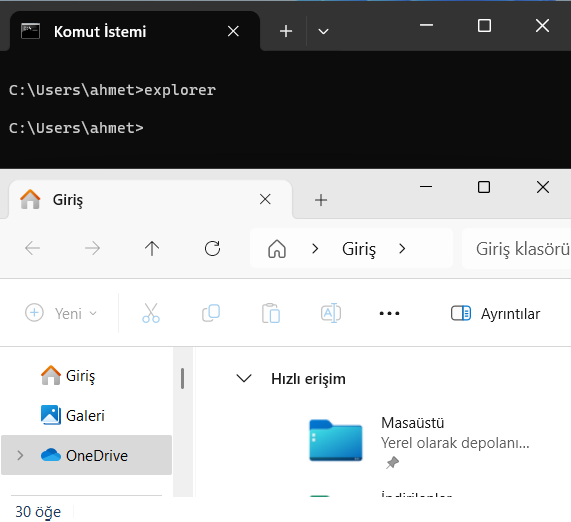 Komut İstemi
C:\Users\ahmet>explorer
C:\Users\ahmet>
Giriş
Giriş
Giriş klasörü
Yeni
Ayrıntılar
Giriş
Galeri
OneDrive
Hızlı erişim
Masaüstü
Yerel olarak depolanı...
İndirilenler
30 öğe